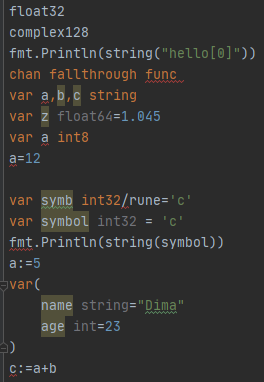 float32
complex128
fmt.Println(string("hello[0]"))
chan fallthrough func
var a,b,c string
var z float64=1.045
var a int8
a=12
var symb int32/rune='c'
var symbol int32 = 'c'
fmt.Println(string(symbol))
a:=5
var(
name string="Dima"
age int=23
)
c:=a+b